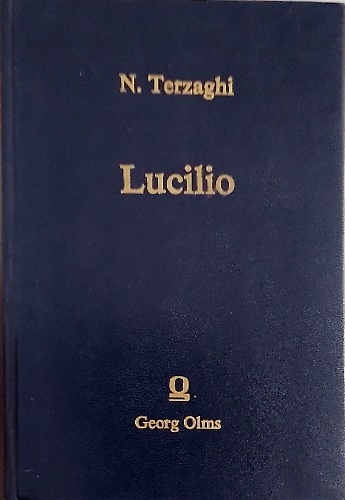 N. Terzaghi
Lucilio
Georg Olms